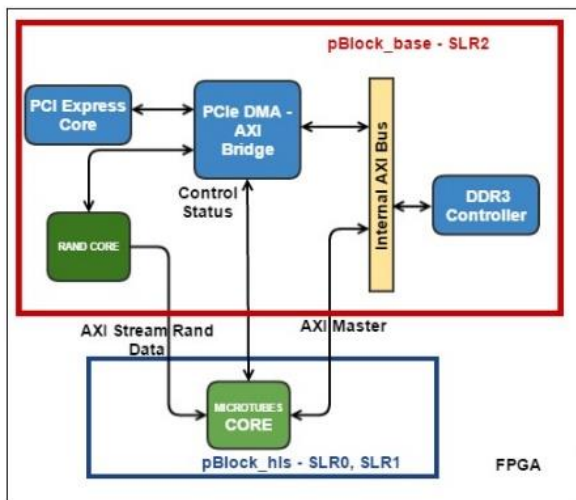 pBlock_base - SLR2
PCI Express
Core
PCIe DMA -
AXI
Bridge
Internal AXI Bus
DDR3
Controller
Control
Status
RAND CORE
AXI Stream Rand
Data
AXI Master
MICROTUBES
CORE
pBlock_hls - SLR0, SLR1
FPGA